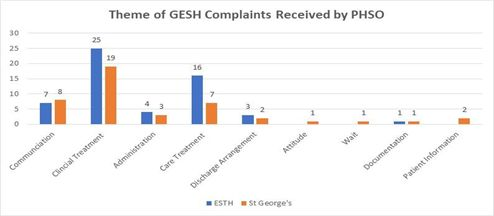 Theme of GESH Complaints Received by PHSO
30
25
20
15
10
5
0
7 8
25 19
4 3
16 7
3 2
1
1
1 1
2
Communciation
Clincial Treatment
Administration
Care Treatment
Discharge Arrangement
Attitude
Wait
Documentation
Patient Information
ESTH St George's